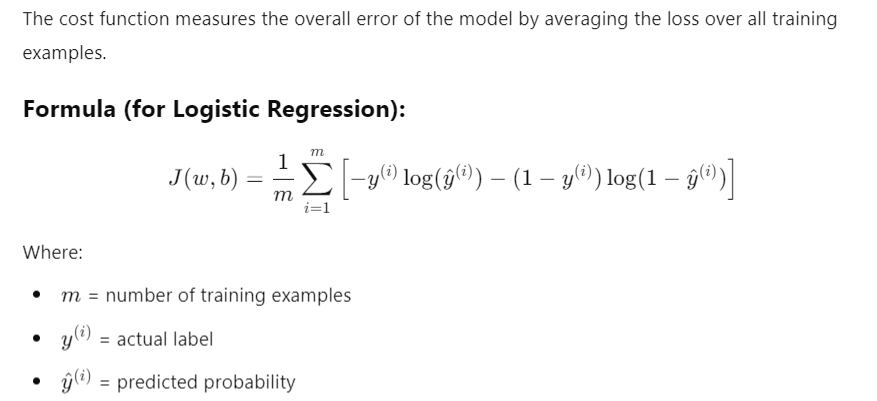 The cost function measures the overall error of the model by averaging the loss over all training
examples.
Formula (for Logistic Regression):
J(w, b) = \frac{1}{m} \sum_{i=1}^{m} \left[ -y^{(i)} \log(\hat{y}^{(i)}) - (1 - y^{(i)}) \log(1 - \hat{y}^{(i)}) \right]
Where:
• m = number of training examples
• y^{(i)} = actual label
• \hat{y}^{(i)} = predicted probability